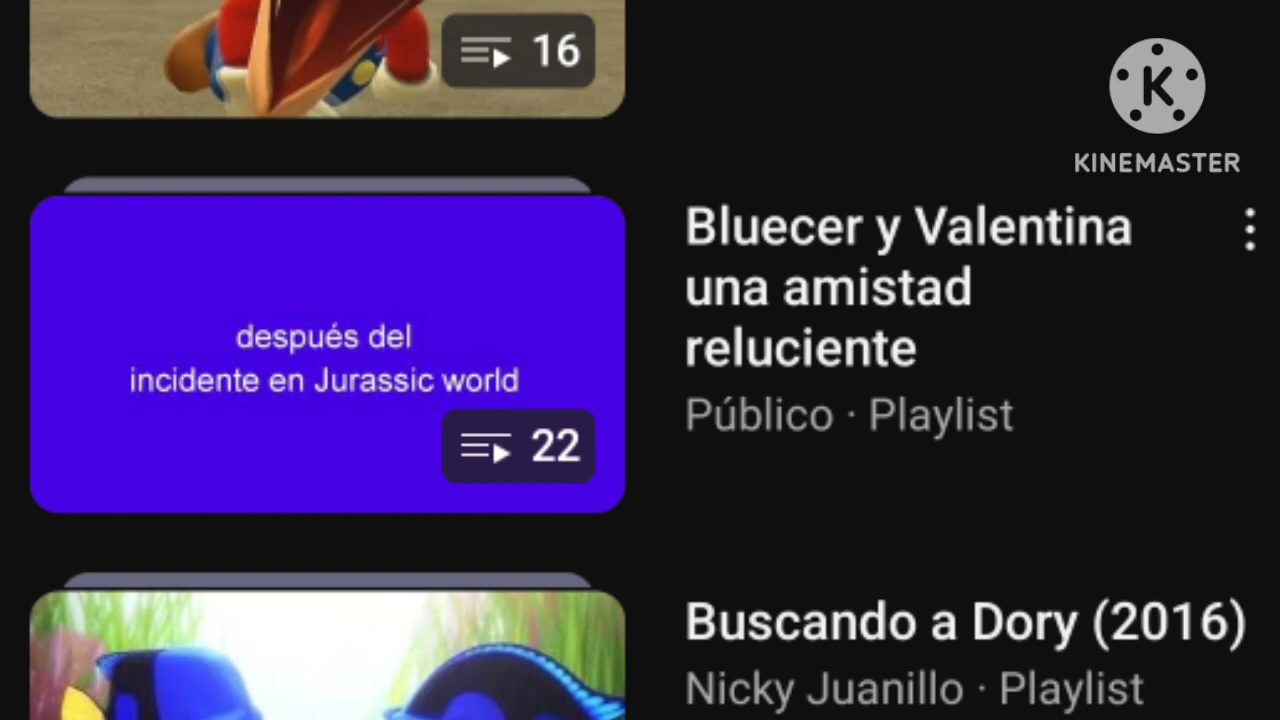 16
K
KINEMASTER
Bluecer y Valentina
una amistad
reluciente
Público · Playlist
después del
incidente en Jurassic world
22
Buscando a Dory (2016)
Nicky Juanillo · Playlist